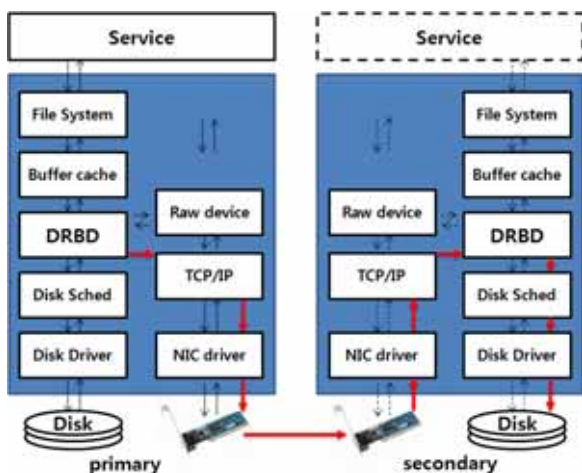 Service
File System
Buffer cache
DRBD
Raw device
TCP/IP
Disk Sched
Disk Driver
NIC driver
Disk
primary
Service
File System
Buffer cache
Raw device
DRBD
TCP/IP
Disk Sched
NIC driver
Disk Driver
Disk
secondary